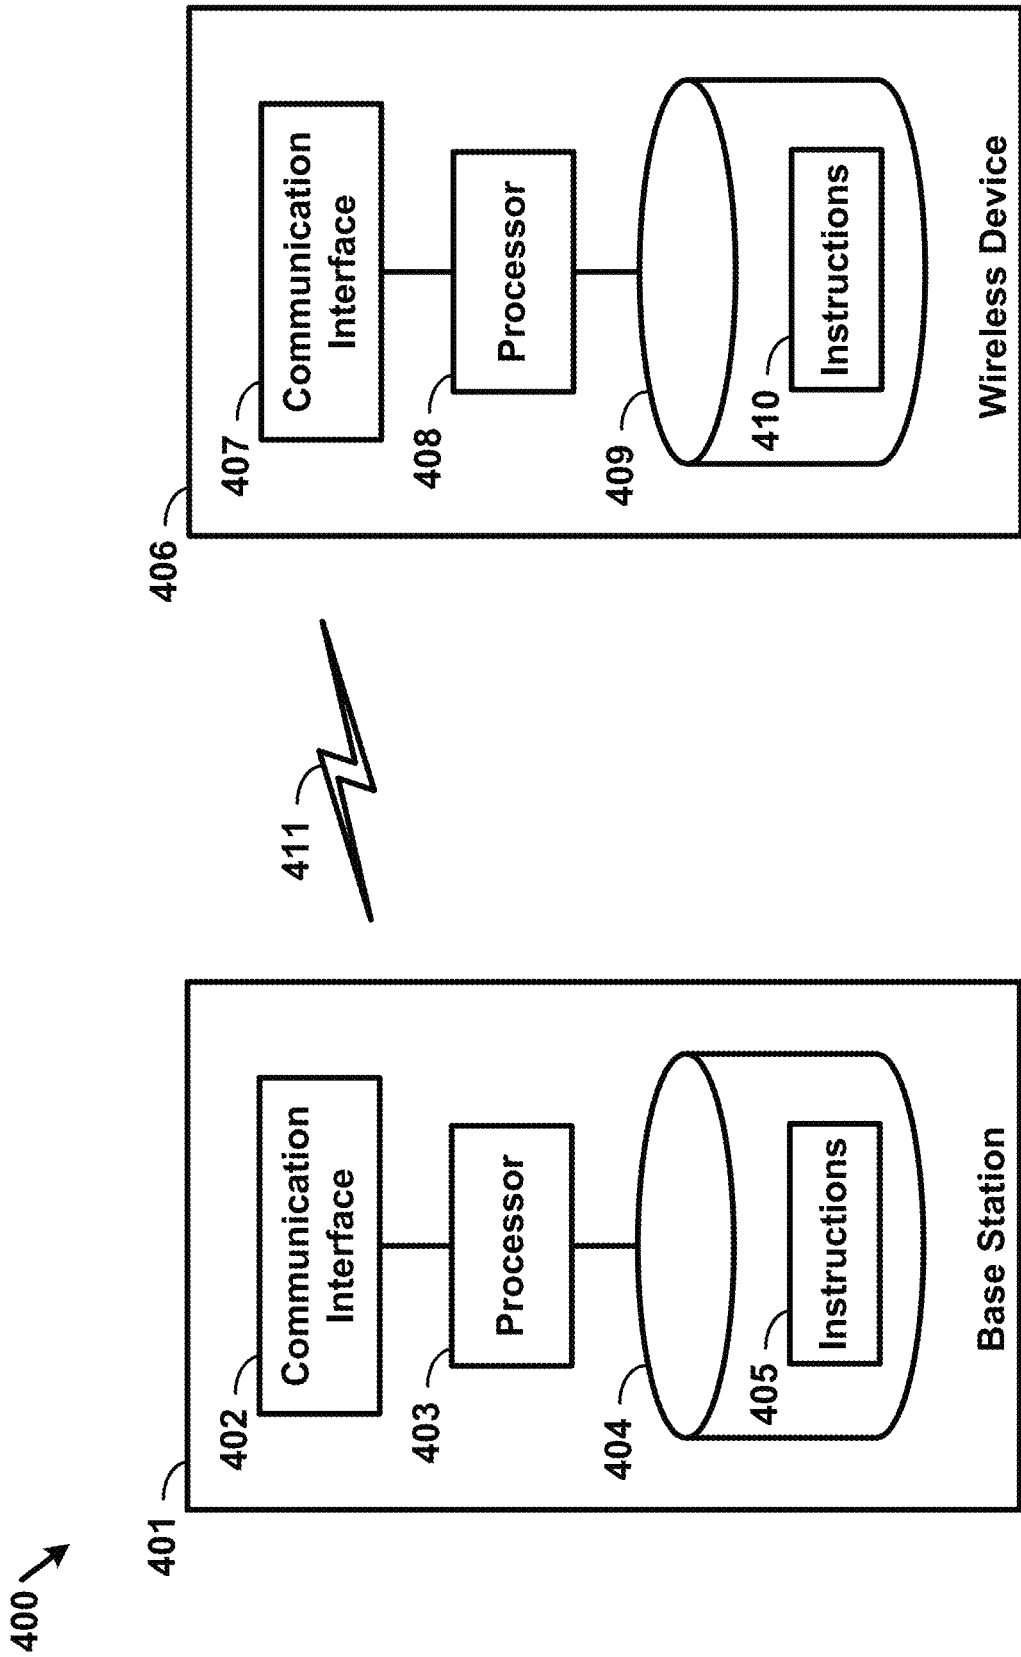 400
401
402
Communication
Interface
403
Processor
404
405
Instructions
Base Station
411
406
407
Communication
Interface
408
Processor
409
410
Instructions
Wireless Device